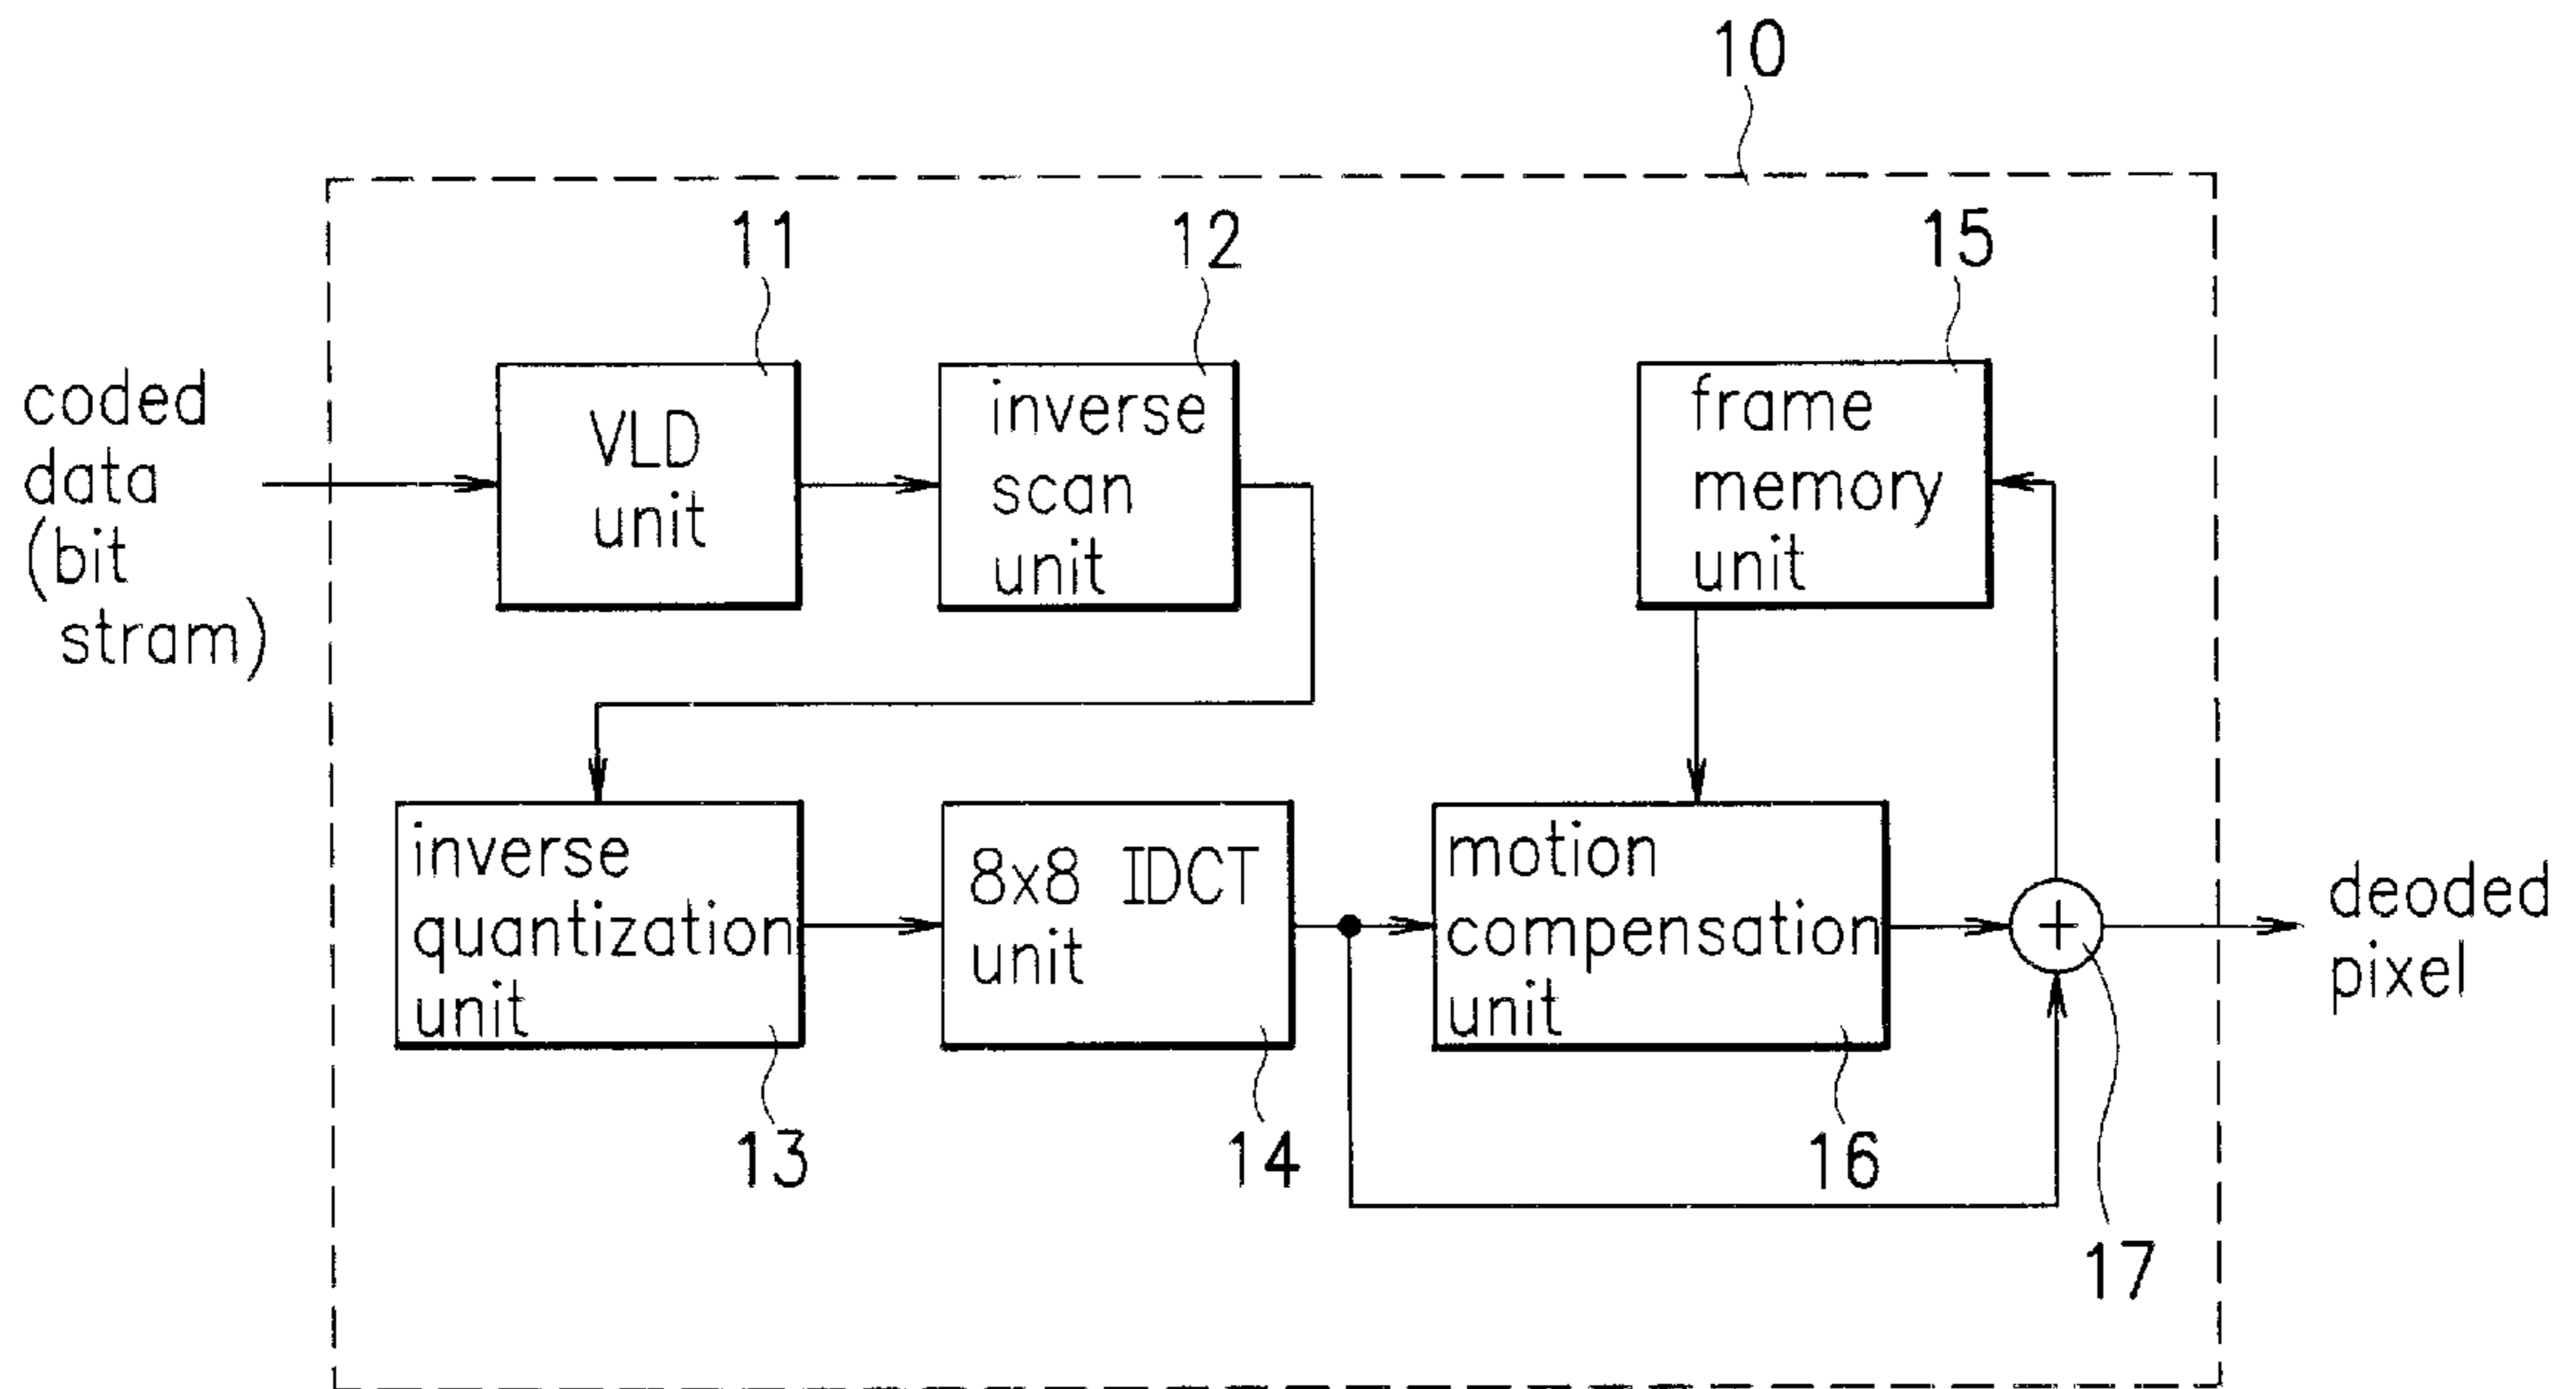 10
11
12
15
coded
data
(bit
stram)
VLD
unit
inverse
scan
unit
frame
memory
unit
inverse
quantization
unit
8x8 IDCT
unit
motion
compensation
unit
+
deoded
pixel
13
14
16
17